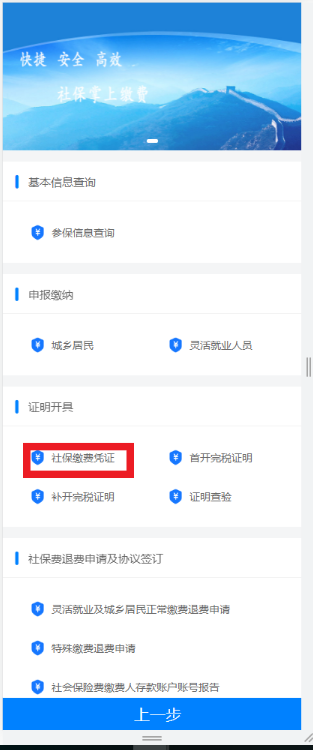 快捷 安全 高效
社保掌上缴费
基本信息查询
参保信息查询
申报缴纳
城乡居民 灵活就业人员
证明开具
社保缴费凭证 首开完税证明
补开完税证明 证明查验
社保费退费申请及协议签订
灵活就业及城乡居民正常缴费退费申请
特殊缴费退费申请
社会保险费缴费人存款账户账号报告
上一步